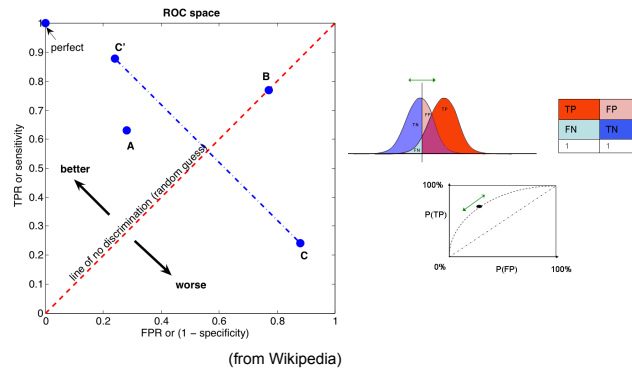 ROC space
perfect
C'
B
A
C
better
worse
line of no discrimination (random guess)
1
0.9
0.8
0.7
0.6
0.5
0.4
0.3
0.2
0.1
0
0
0.2
0.4
0.6
0.8
1
TPR or sensitivity
FPR or (1 − specificity)
TN
FP
TP
FN
TP FP
FN TN
1 1
100%
P(TP)
0%
P(FP)
100%
(from Wikipedia)